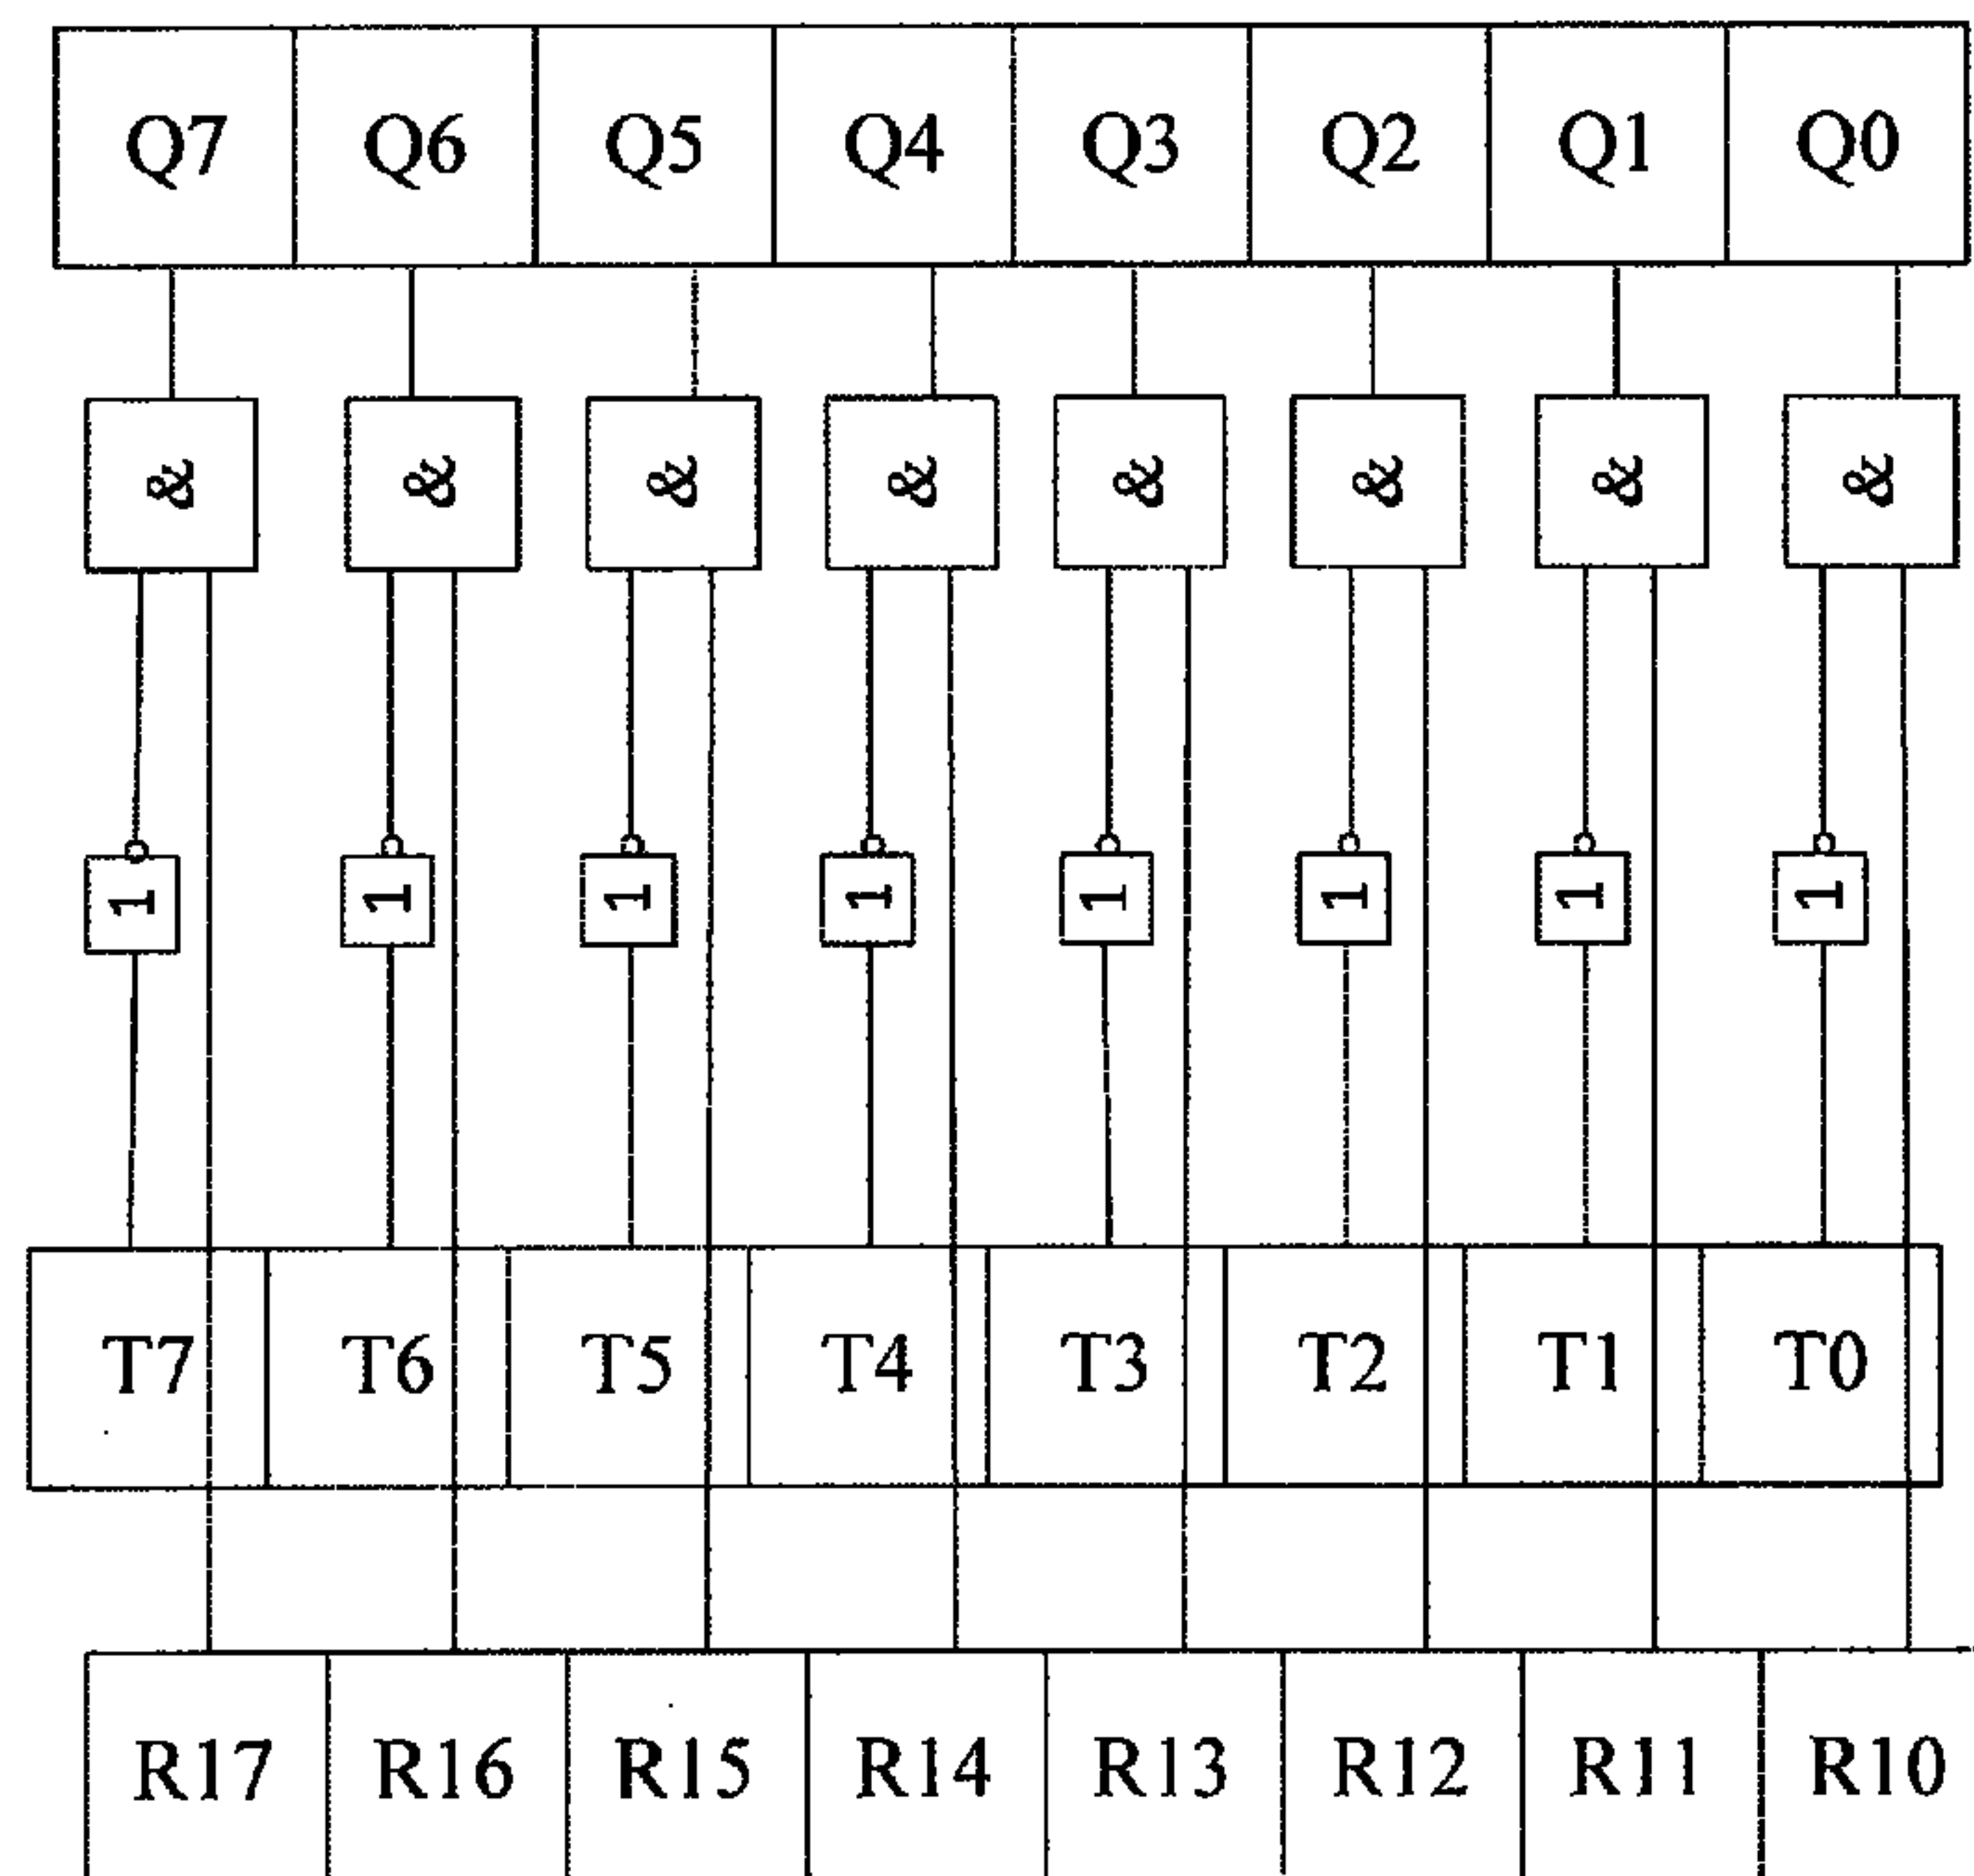 Q7 Q6 Q5 Q4 Q3 Q2 Q1 Q0
& & & & & & & &
1 1 1 1 1 1 1 1
T7 T6 T5 T4 T3 T2 T1 T0
R17 R16 R15 R14 R13 R12 R11 R10